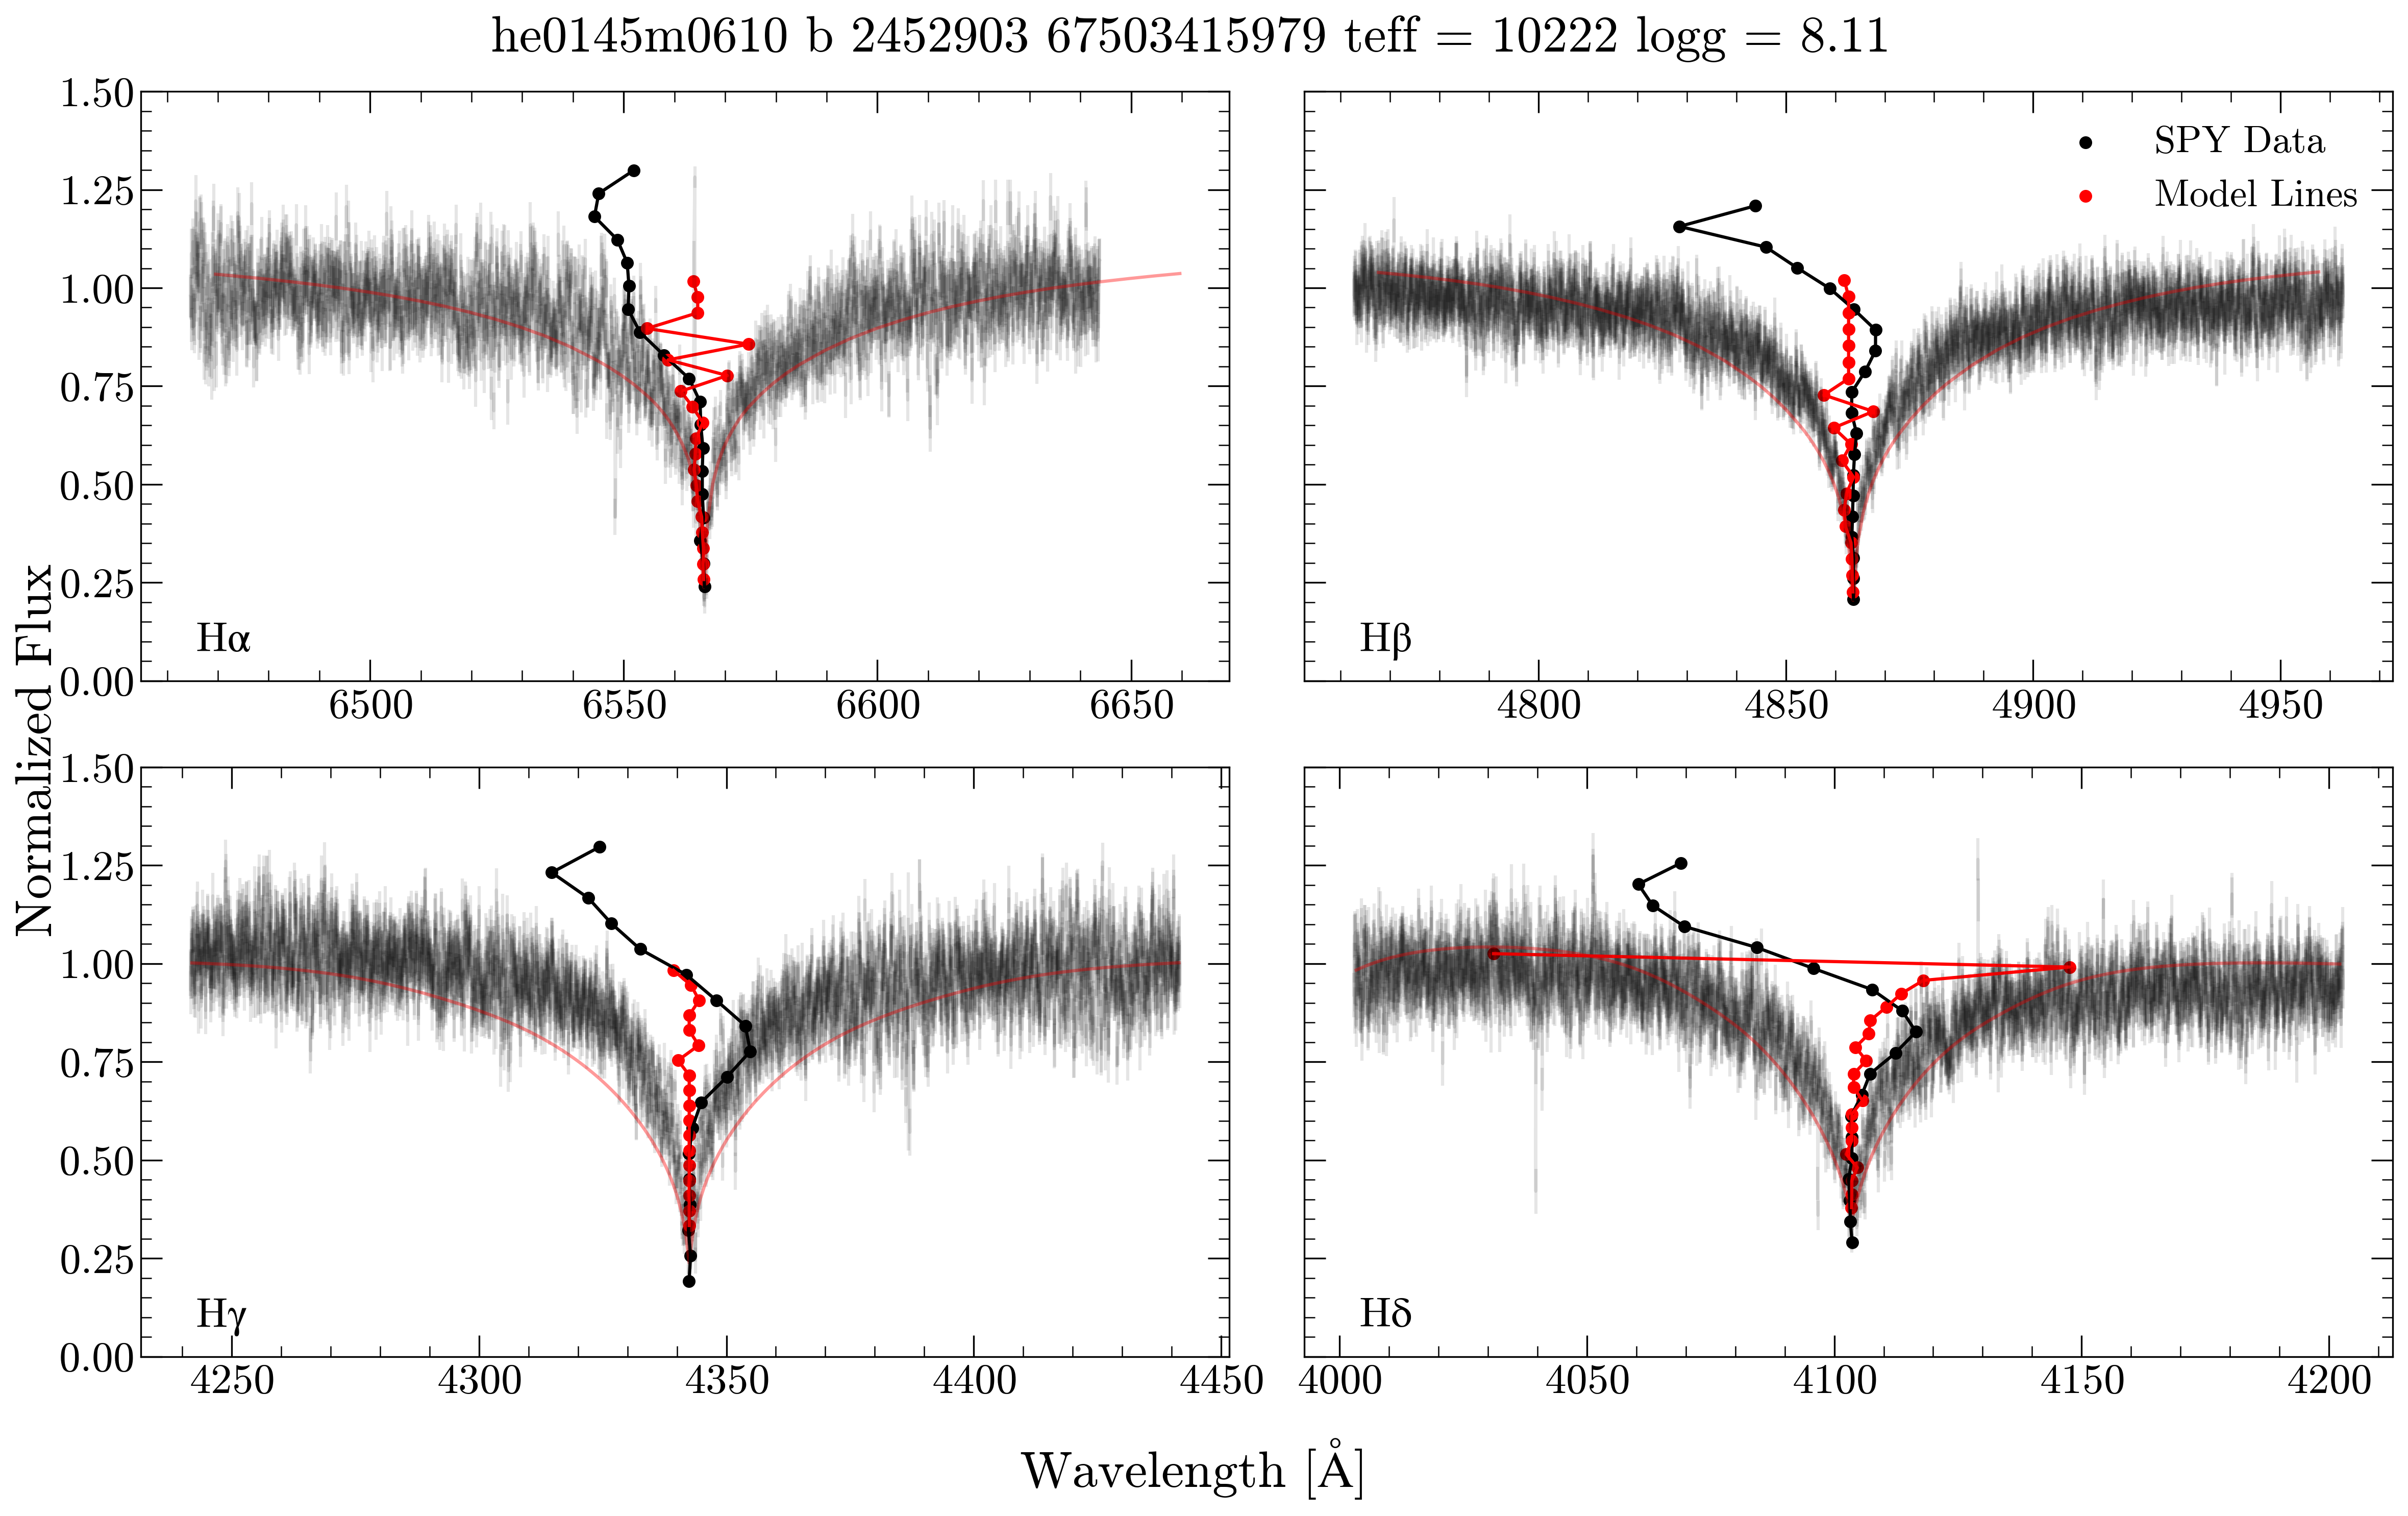 he0145m0610 b 2452903 67503415979 teff = 10222 logg = 8.11
Normalized Flux
1.50
1.25
1.00
0.75
0.50
0.25
0.00
Hα
6500 6550 6600 6650
SPY Data
Model Lines
Hβ
4800 4850 4900 4950
1.50
1.25
1.00
0.75
0.50
0.25
0.00
Hγ
4250 4300 4350 4400 4450
Hδ
4000 4050 4100 4150 4200
Wavelength [Å]